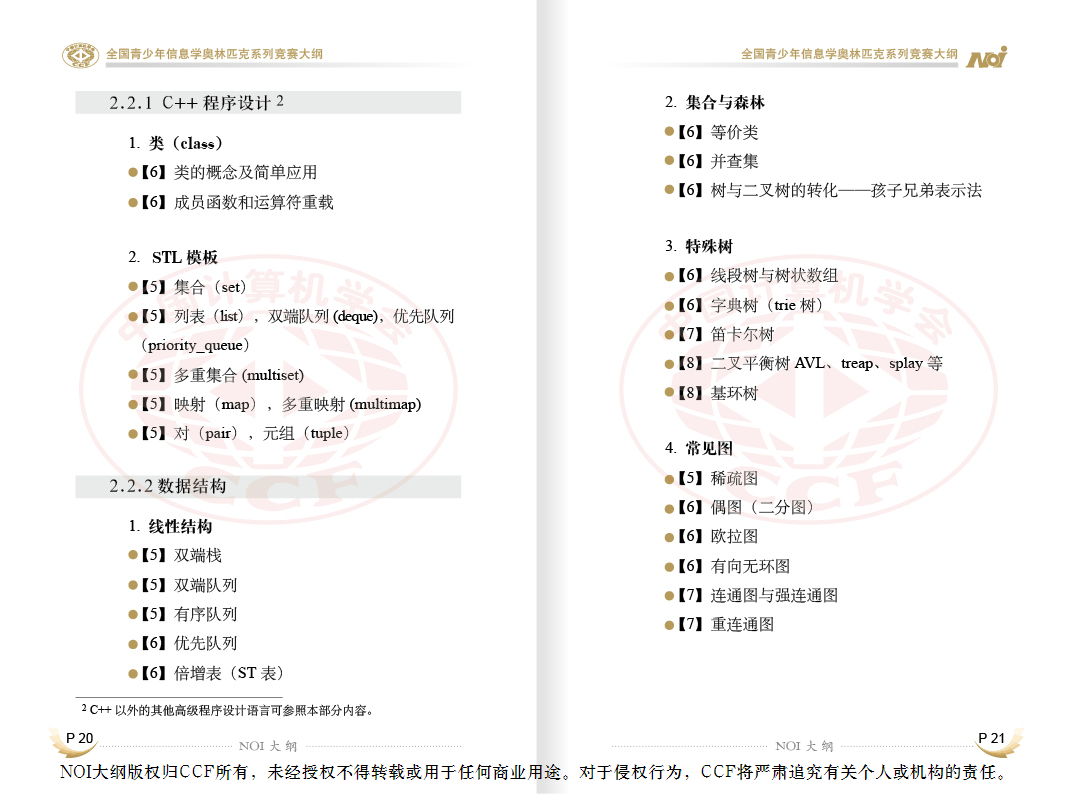 全国青少年信息学奥林匹克系列竞赛大纲
2.2.1 C++ 程序设计 2
1. 类（class）
【6】类的概念及简单应用
【6】成员函数和运算符重载
2. STL 模板
【5】集合（set）
【5】列表（list），双端队列 (deque)，优先队列
（priority_queue）
【5】多重集合 (multiset)
【5】映射（map），多重映射 (multimap)
【5】对（pair），元组（tuple）
2.2.2 数据结构
1. 线性结构
【5】双端栈
【5】双端队列
【5】有序队列
【6】优先队列
【6】倍增表（ST 表）
2 C++ 以外的其他高级程序设计语言可参照本部分内容。
P 20
NOI 大 纲
全国青少年信息学奥林匹克系列竞赛大纲
NOI
2. 集合与森林
【6】等价类
【6】并查集
【6】树与二叉树的转化——孩子兄弟表示法
3. 特殊树
【6】线段树与树状数组
【6】字典树（trie 树）
【7】笛卡尔树
【8】二叉平衡树 AVL、treap、splay 等
【8】基环树
4. 常见图
【5】稀疏图
【6】偶图（二分图）
【6】欧拉图
【6】有向无环图
【7】连通图与强连通图
【7】重连通图
NOI 大 纲
P 21
中国计算机学会
CCF
中国计算机学会
CCF
NOI大纲版权归CCF所有，未经授权不得转载或用于任何商业用途。对于侵权行为，CCF将严肃追究有关个人或机构的责任。